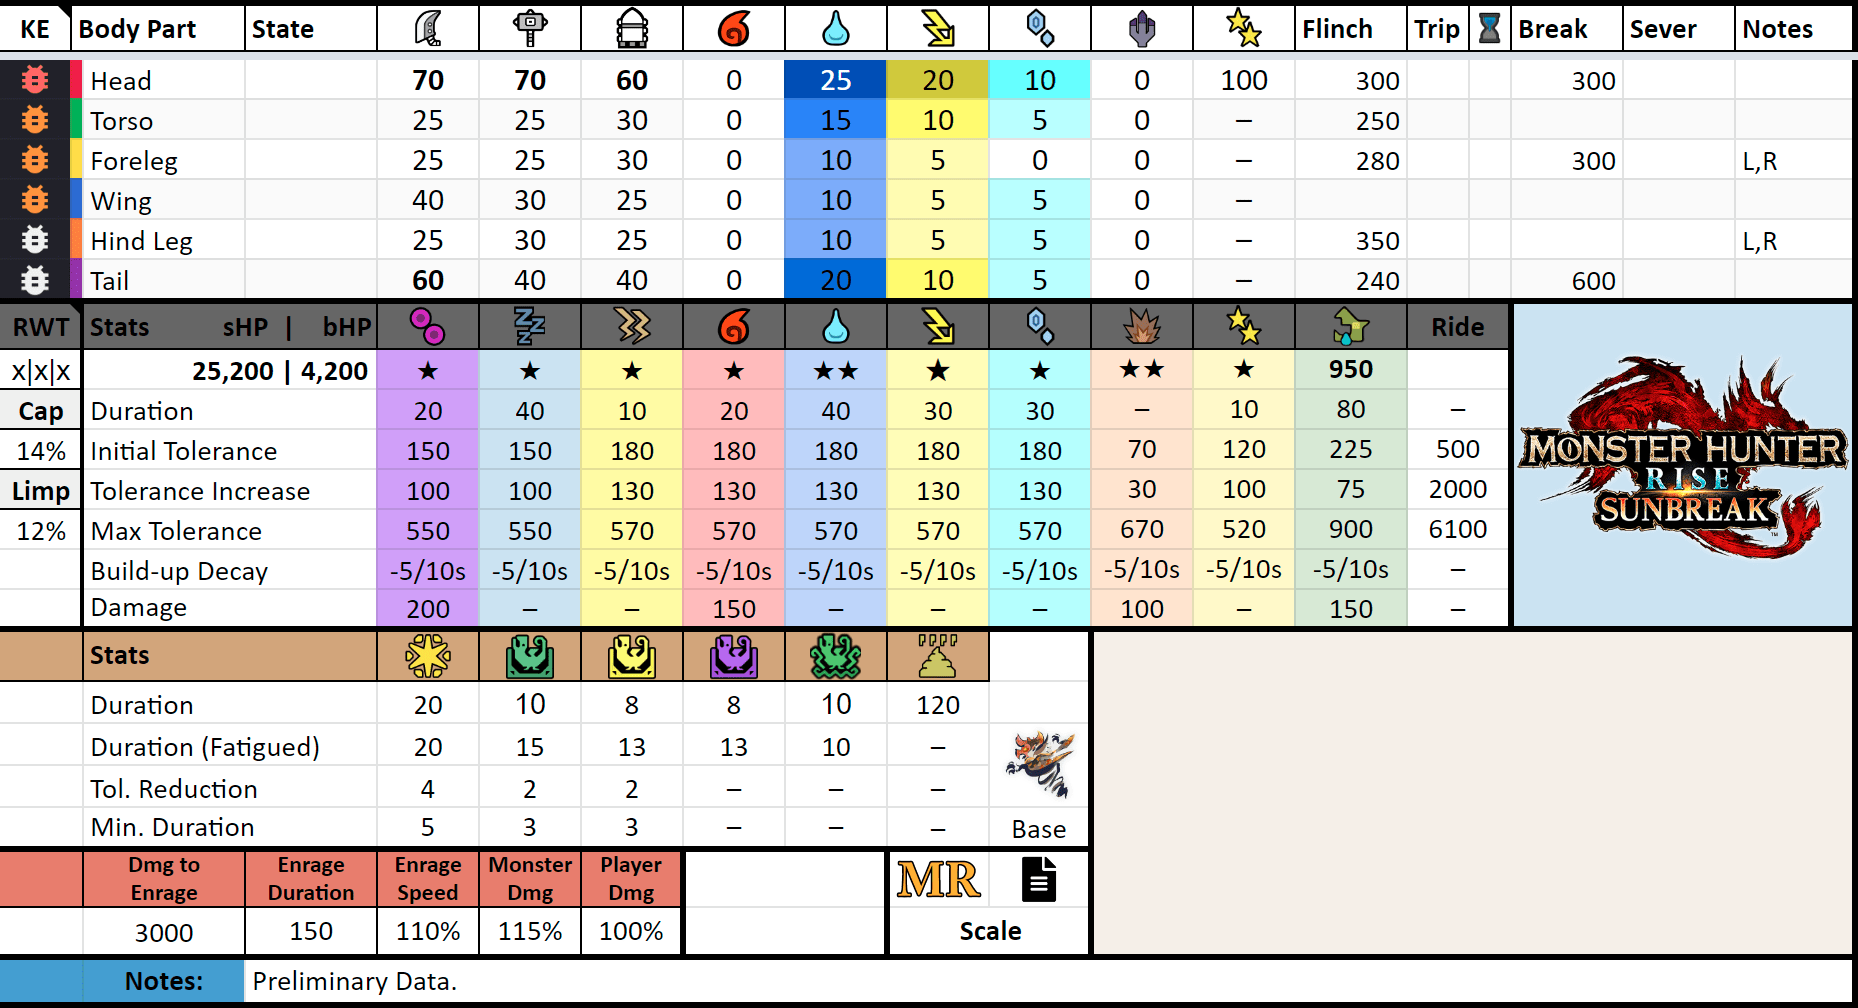 KE Body Part State Flinch Trip Break Sever Notes
Head 70 70 60 0 25 20 10 0 100 300 300
Torso 25 25 30 0 15 10 5 0 – 250
Foreleg 25 25 30 0 10 5 0 0 – 280 300 L,R
Wing 40 30 25 0 10 5 5 0 –
Hind Leg 25 30 25 0 10 5 5 0 – 350 L,R
Tail 60 40 40 0 20 10 5 0 – 240 600
RWT Stats sHP | bHP Ride
x|x|x 25,200 | 4,200 ★ ★ ★ ★ ★★ ★ ★ ★★ ★ 950
Cap Duration 20 40 10 20 40 30 30 – 10 80 –
14% Initial Tolerance 150 150 180 180 180 180 180 70 120 225 500
Limp Tolerance Increase 100 100 130 130 130 130 130 30 100 75 2000
12% Max Tolerance 550 550 570 570 570 570 570 670 520 900 6100
Build-up Decay -5/10s -5/10s -5/10s -5/10s -5/10s -5/10s -5/10s -5/10s -5/10s -5/10s –
Damage 200 – – 150 – – – 100 – 150 –
MONSTER HUNTER
RISE
SUNBREAK
™
Stats
Duration 20 10 8 8 10 120
Duration (Fatigued) 20 15 13 13 10 –
Tol. Reduction 4 2 2 – – –
Min. Duration 5 3 3 – – – Base
Dmg to Enrage Enrage Monster Player MR
Enrage Duration Speed Dmg Dmg
3000 150 110% 115% 100% Scale
Notes: Preliminary Data.